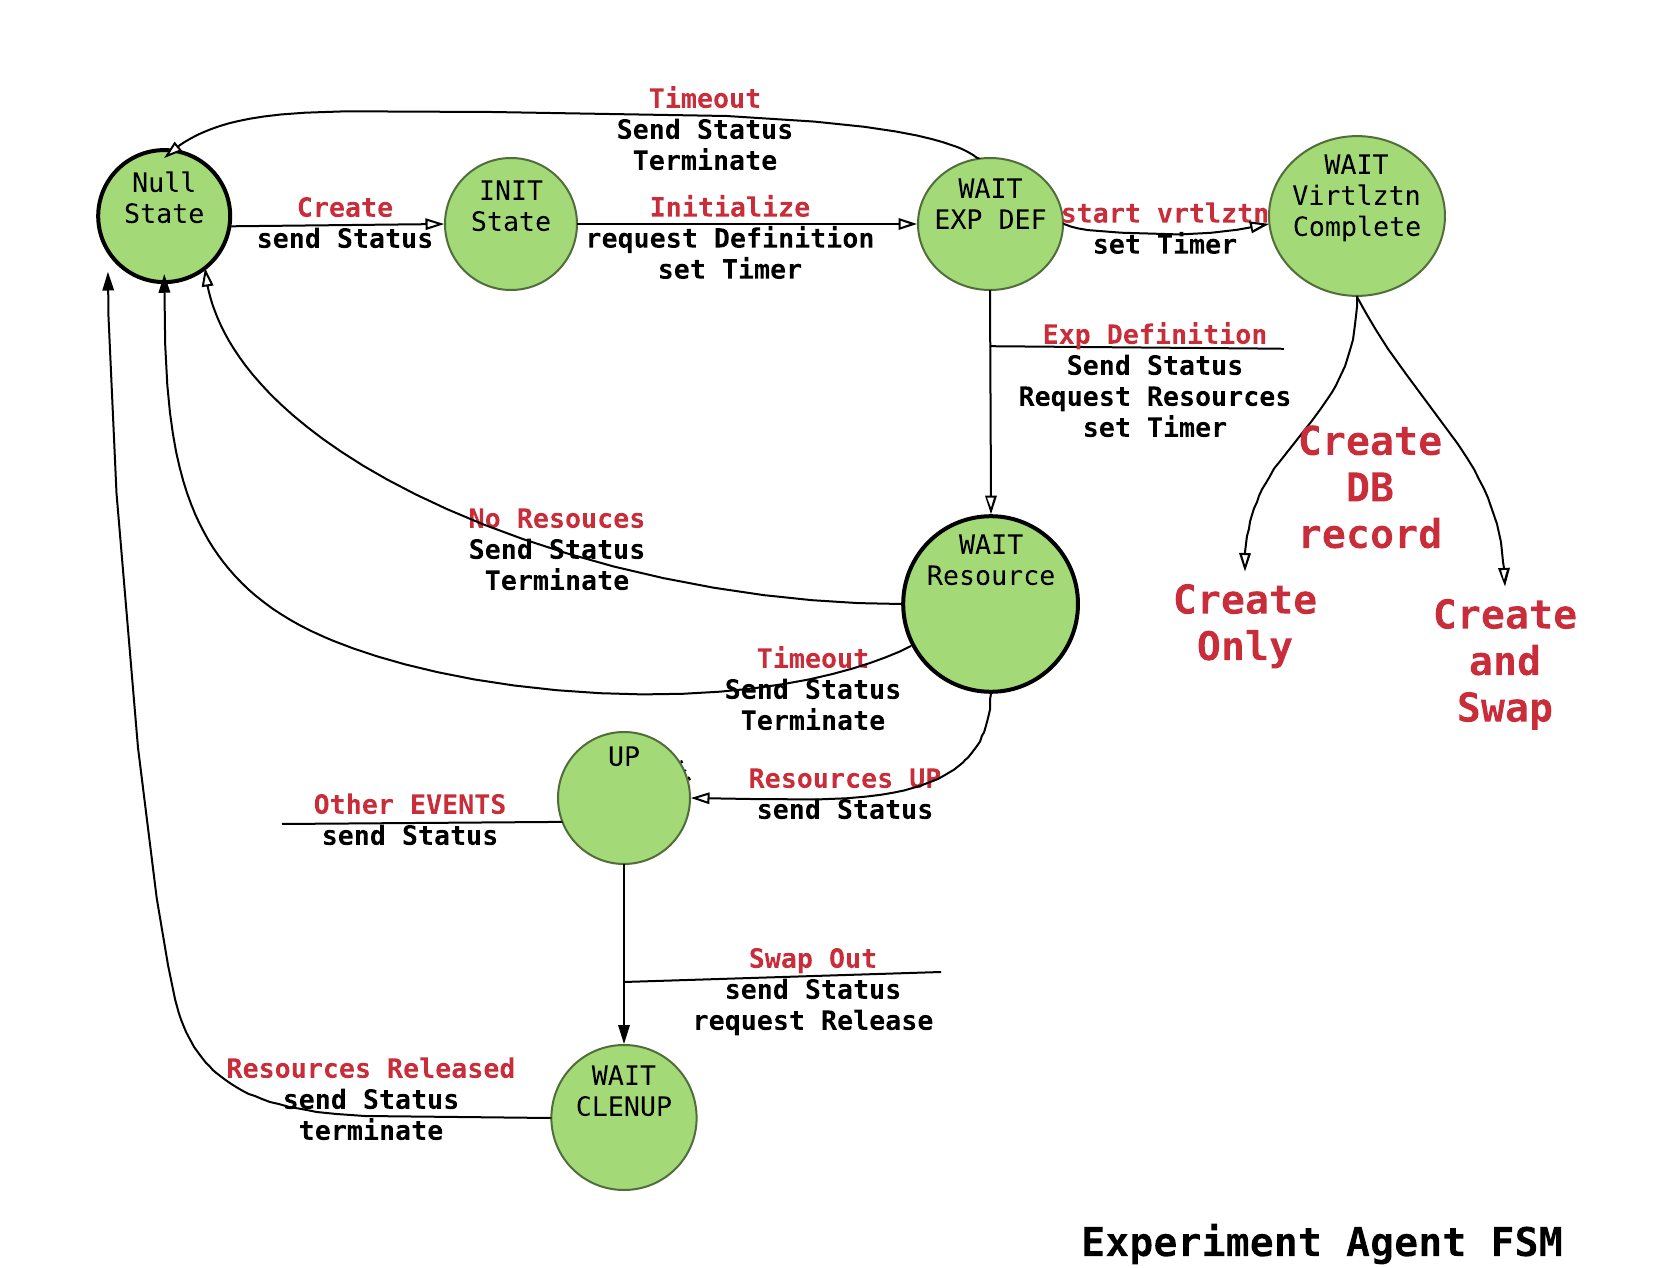 Timeout
Send Status
Terminate
Null
State
Create
send Status
INIT
State
Initialize
request Definition
set Timer
WAIT
EXP DEF
start vrtlztn
set Timer
WAIT
Virtlztn
Complete
Exp Definition
Send Status
Request Resources
set Timer
Create
DB
record
Create
Only
Create
and
Swap
No Resouces
Send Status
Terminate
WAIT
Resource
Timeout
Send Status
Terminate
UP
Resources UP
send Status
Other EVENTS
send Status
Swap Out
send Status
request Release
WAIT
CLENUP
Resources Released
send Status
terminate
Experiment Agent FSM